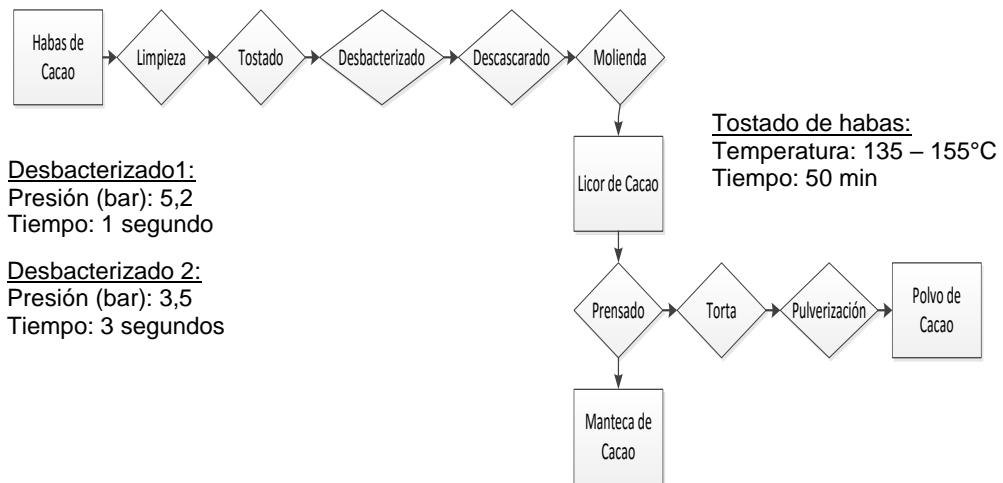 Habas de
Cacao
Limpieza
Tostado
Desbacterizado
Descascarado
Molienda
Tostado de habas:
Temperatura: 135 – 155°C
Tiempo: 50 min
Desbacterizado1:
Presión (bar): 5,2
Tiempo: 1 segundo
Desbacterizado 2:
Presión (bar): 3,5
Tiempo: 3 segundos
Licor de Cacao
Prensado
Torta
Pulverización
Polvo de
Cacao
Manteca de
Cacao